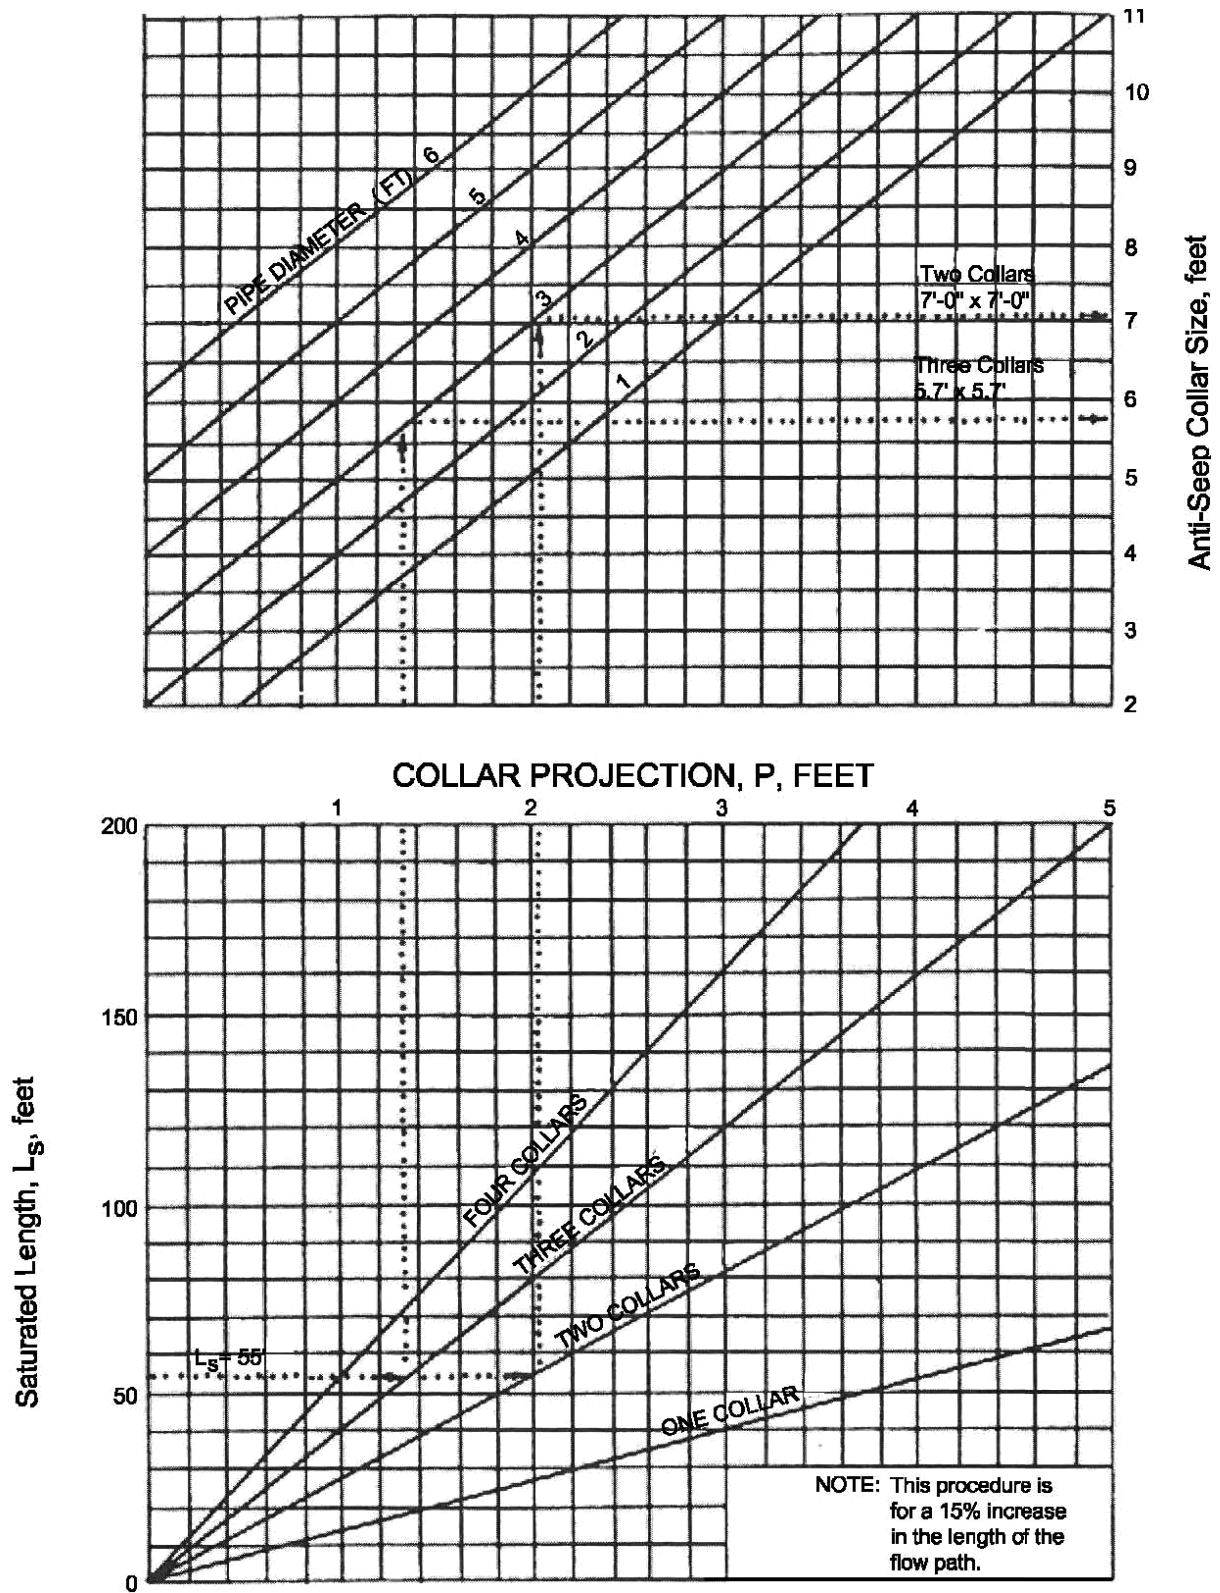 11
10
9
8
7
6
5
4
3
2
Anti-Seep Collar Size, feet
PIPE DIAMETER (FT) 6
5
4
3
2
1
Two Collars
7'-0" x 7'-0"
Three Collars
5.7' x 5.7'
COLLAR PROJECTION, P, FEET
1 2 3 4 5
200
150
100
50
0
Saturated Length, Ls, feet
FOUR COLLARS
THREE COLLARS
TWO COLLARS
ONE COLLAR
Ls= 55'
NOTE: This procedure is
for a 15% increase
in the length of the
flow path.